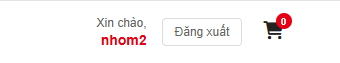 Xin chào,
nhom2
Đăng xuất
0